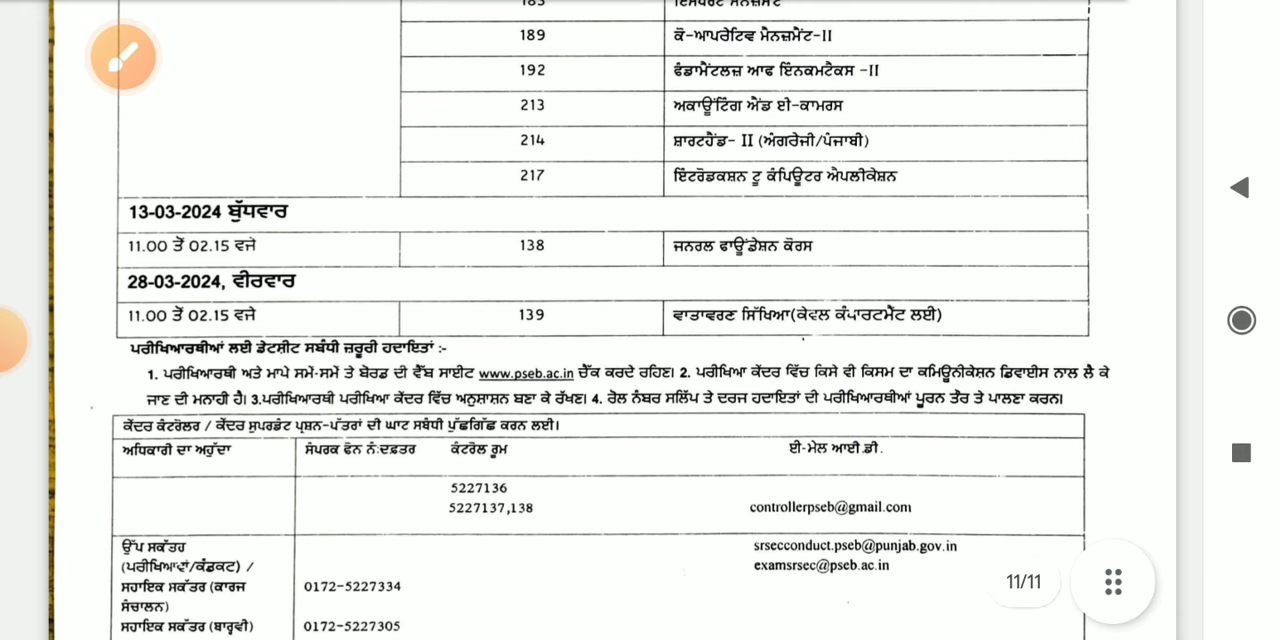 183
189 ਕੋ-ਆਪਰੇਟਿਵ ਮੈਨਜ਼ਮੈਂਟ-II
192 ਫੰਡਾਮੈਂਟਲਜ਼ ਆਫ ਇੰਨਕਮਟੈਕਸ -II
213 ਅਕਾਊਂਟਿੰਗ ਐਂਡ ਈ-ਕਾਮਰਸ
214 ਸ਼ਾਰਟਹੈਂਡ- II (ਅੰਗਰੇਜੀ/ਪੰਜਾਬੀ)
217 ਇੰਟਰੋਡਕਸ਼ਨ ਟੂ ਕੰਪਿਊਟਰ ਐਪਲੀਕੇਸ਼ਨ
13-03-2024 ਬੁੱਧਵਾਰ
11.00 ਤੋਂ 02.15 ਵਜੇ 138 ਜਨਰਲ ਫਾਊਂਡੇਸ਼ਨ ਕੋਰਸ
28-03-2024, ਵੀਰਵਾਰ
11.00 ਤੋਂ 02.15 ਵਜੇ 139 ਵਾਤਾਵਰਣ ਸਿੱਖਿਆ(ਕੇਵਲ ਕੰਪਾਰਟਮੈਂਟ ਲਈ)
ਪਰੀਖਿਆਰਥੀਆਂ ਲਈ ਡੇਟਸ਼ੀਟ ਸਬੰਧੀ ਜ਼ਰੂਰੀ ਹਦਾਇਤਾਂ :-
1. ਪਰੀਖਿਆਰਥੀ ਅਤੇ ਮਾਪੇ ਸਮੇਂ-ਸਮੇਂ ਤੇ ਬੋਰਡ ਦੀ ਵੈੱਬ ਸਾਈਟ www.pseb.ac.in ਚੈੱਕ ਕਰਦੇ ਰਹਿਣ। 2. ਪਰੀਖਿਆ ਕੇਂਦਰ ਵਿੱਚ ਕਿਸੇ ਵੀ ਕਿਸਮ ਦਾ ਕਮਿਊਨੀਕੇਸ਼ਨ ਡਿਵਾਈਸ ਨਾਲ ਲੈ ਕੇ
ਜਾਣ ਦੀ ਮਨਾਹੀ ਹੈ। 3.ਪਰੀਖਿਆਰਥੀ ਪਰੀਖਿਆ ਕੇਂਦਰ ਵਿੱਚ ਅਨੁਸ਼ਾਸ਼ਨ ਬਣਾ ਕੇ ਰੱਖਣ। 4. ਰੋਲ ਨੰਬਰ ਸਲਿੱਪ ਤੇ ਦਰਜ ਹਦਾਇਤਾਂ ਦੀ ਪਰੀਖਿਆਰਥੀਆਂ ਪੂਰਨ ਤੌਰ ਤੇ ਪਾਲਣਾ ਕਰਨ।
ਕੇਂਦਰ ਕੰਟਰੋਲਰ / ਕੇਂਦਰ ਸੁਪਰਡੰਟ ਪ੍ਰਸ਼ਨ-ਪੱਤਰਾਂ ਦੀ ਘਾਟ ਸਬੰਧੀ ਪੁੱਛਗਿੱਛ ਕਰਨ ਲਈ।
ਅਧਿਕਾਰੀ ਦਾ ਅਹੁੱਦਾ ਸੰਪਰਕ ਫੋਨ ਨੰ:ਦਫ਼ਤਰ ਕੰਟਰੋਲ ਰੂਮ ਈ-ਮੇਲ ਆਈ.ਡੀ.
5227136
5227137,138 controllerpseb@gmail.com
ਉੱਪ ਸਕੱਤਰ srsecconduct.pseb@punjab.gov.in
(ਪਰੀਖਿਆਵਾਂ/ਕੰਡਕਟ) / examsrsec@pseb.ac.in
ਸਹਾਇਕ ਸਕੱਤਰ (ਕਾਰਜ 0172-5227334
ਸੰਚਾਲਨ)
ਸਹਾਇਕ ਸਕੱਤਰ (ਬਾਰ੍ਹਵੀ) 0172-5227305
11/11